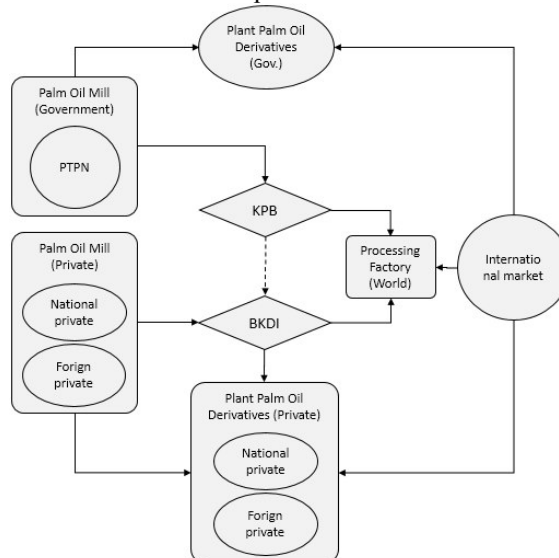 Plant Palm Oil
Derivatives
(Gov.)
Palm Oil Mill
(Government)
PTPN
KPB
Palm Oil Mill
(Private)
National
private
Forign
private
BKDI
Processing
Factory
(World)
Internatio
nal market
Plant Palm Oil
Derivatives (Private)
National
private
Forign
private